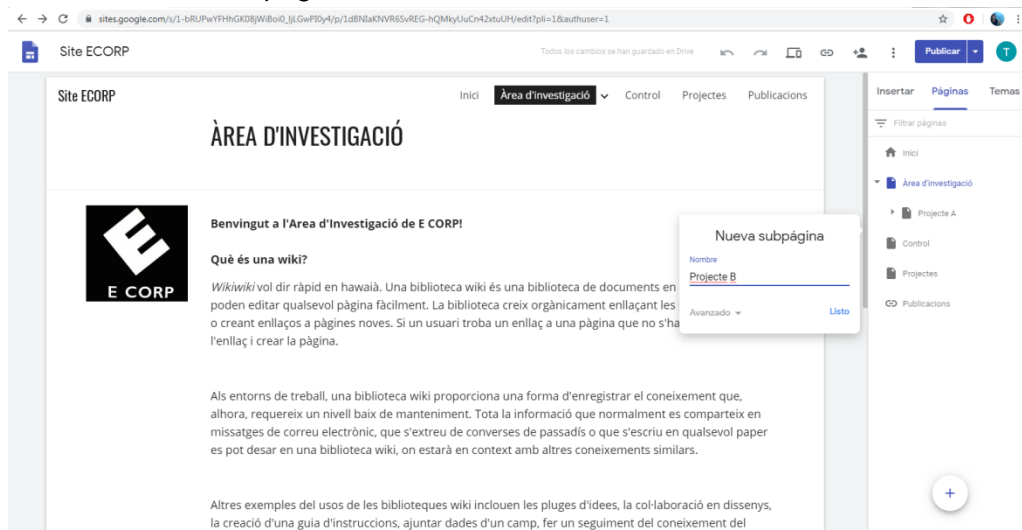 sites.google.com/s/1-bRUPwYFHhGK08jWiBoi0_ljLGwPI0y4/p/1d8NIaKNVR6SvREG-hQMkyUuCn42xtuUH/edit?pli=1&authuser=1
Site ECORP
Todos los cambios se han guardado en Drive
Publicar
T
Site ECORP
Inici Àrea d'investigació Control Projectes Publicacions
Insertar Páginas Temas
ÀREA D'INVESTIGACIÓ
Filtrar páginas
Inici
Àrea d'investigació
Projecte A
Control
Projectes
Publicacions
Nueva subpágina
Nombre
Projecte B
Avanzado Listo
E CORP
Benvingut a l'Area d'Investigació de E CORP!
Què és una wiki?
Wikiwiki vol dir ràpid en hawaià. Una biblioteca wiki és una biblioteca de documents en
poden editar qualsevol pàgina fàcilment. La biblioteca creix orgànicament enllaçant les
o creant enllaços a pàgines noves. Si un usuari troba un enllaç a una pàgina que no s'ha
l'enllaç i crear la pàgina.
Als entorns de treball, una biblioteca wiki proporciona una forma d'enregistrar el coneixement que,
alhora, requereix un nivell baix de manteniment. Tota la informació que normalment es comparteix en
missatges de correu electrònic, que s'extreu de converses de passadís o que s'escriu en qualsevol paper
es pot desar en una biblioteca wiki, on estarà en context amb altres coneixements similars.
Altres exemples del usos de les biblioteques wiki inclouen les pluges d'idees, la col·laboració en dissenys,
la creació d'una guia d'instruccions, ajuntar dades d'un camp, fer un seguiment del coneixement del